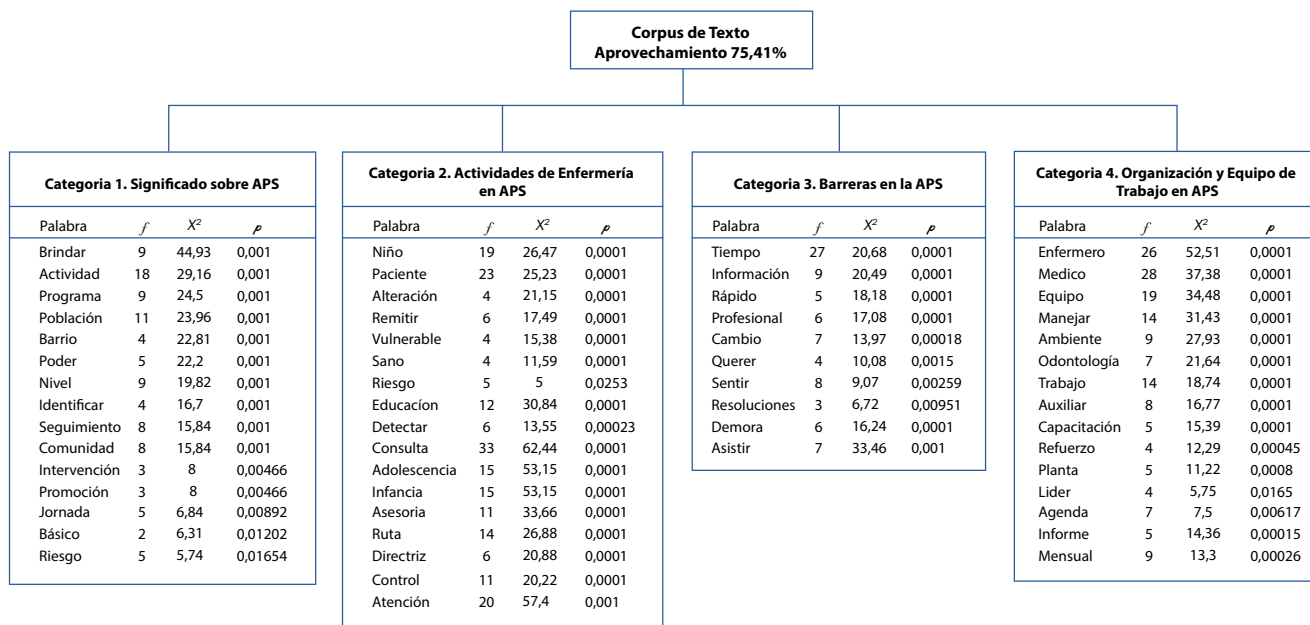 Corpus de Texto
Aprovechamiento 75,41%
Categoria 1. Significado sobre APS
Palabra f X² p
Brindar 9 44,93 0,001
Actividad 18 29,16 0,001
Programa 9 24,5 0,001
Población 11 23,96 0,001
Barrio 4 22,81 0,001
Poder 5 22,2 0,001
Nivel 9 19,82 0,001
Identificar 4 16,7 0,001
Seguimiento 8 15,84 0,001
Comunidad 8 15,84 0,001
Intervención 3 8 0,00466
Promoción 3 8 0,00466
Jornada 5 6,84 0,00892
Básico 2 6,31 0,01202
Riesgo 5 5,74 0,01654
Categoria 2. Actividades de Enfermería
en APS
Palabra f X² p
Niño 19 26,47 0,0001
Paciente 23 25,23 0,0001
Alteración 4 21,15 0,0001
Remitir 6 17,49 0,0001
Vulnerable 4 15,38 0,0001
Sano 4 11,59 0,0001
Riesgo 5 5 0,0253
Educacíon 12 30,84 0,0001
Detectar 6 13,55 0,00023
Consulta 33 62,44 0,0001
Adolescencia 15 53,15 0,0001
Infancia 15 53,15 0,0001
Asesoria 11 33,66 0,0001
Ruta 14 26,88 0,0001
Directriz 6 20,88 0,0001
Control 11 20,22 0,0001
Atención 20 57,4 0,001
Categoria 3. Barreras en la APS
Palabra f X² p
Tiempo 27 20,68 0,0001
Información 9 20,49 0,0001
Rápido 5 18,18 0,0001
Profesional 6 17,08 0,0001
Cambio 7 13,97 0,00018
Querer 4 10,08 0,0015
Sentir 8 9,07 0,00259
Resoluciones 3 6,72 0,00951
Demora 6 16,24 0,0001
Asistir 7 33,46 0,001
Categoria 4. Organización y Equipo de
Trabajo en APS
Palabra f X² p
Enfermero 26 52,51 0,0001
Medico 28 37,38 0,0001
Equipo 19 34,48 0,0001
Manejar 14 31,43 0,0001
Ambiente 9 27,93 0,0001
Odontología 7 21,64 0,0001
Trabajo 14 18,74 0,0001
Auxiliar 8 16,77 0,0001
Capacitación 5 15,39 0,0001
Refuerzo 4 12,29 0,00045
Planta 5 11,22 0,0008
Lider 4 5,75 0,0165
Agenda 7 7,5 0,00617
Informe 5 14,36 0,00015
Mensual 9 13,3 0,00026